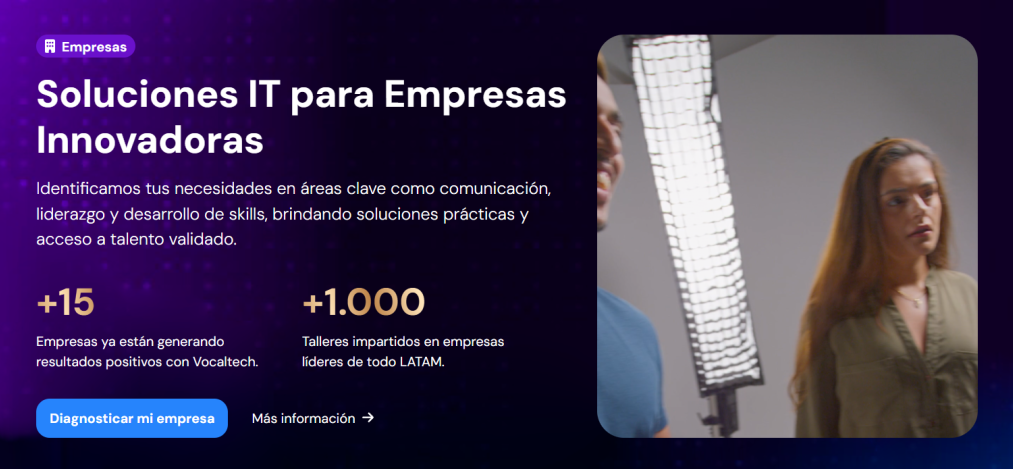 Empresas
Soluciones IT para Empresas
Innovadoras
Identificamos tus necesidades en áreas clave como comunicación,
liderazgo y desarrollo de skills, brindando soluciones prácticas y
acceso a talento validado.
+15
Empresas ya están generando
resultados positivos con Vocaltech.
+1.000
Talleres impartidos en empresas
líderes de todo LATAM.
Diagnosticar mi empresa
Más información →